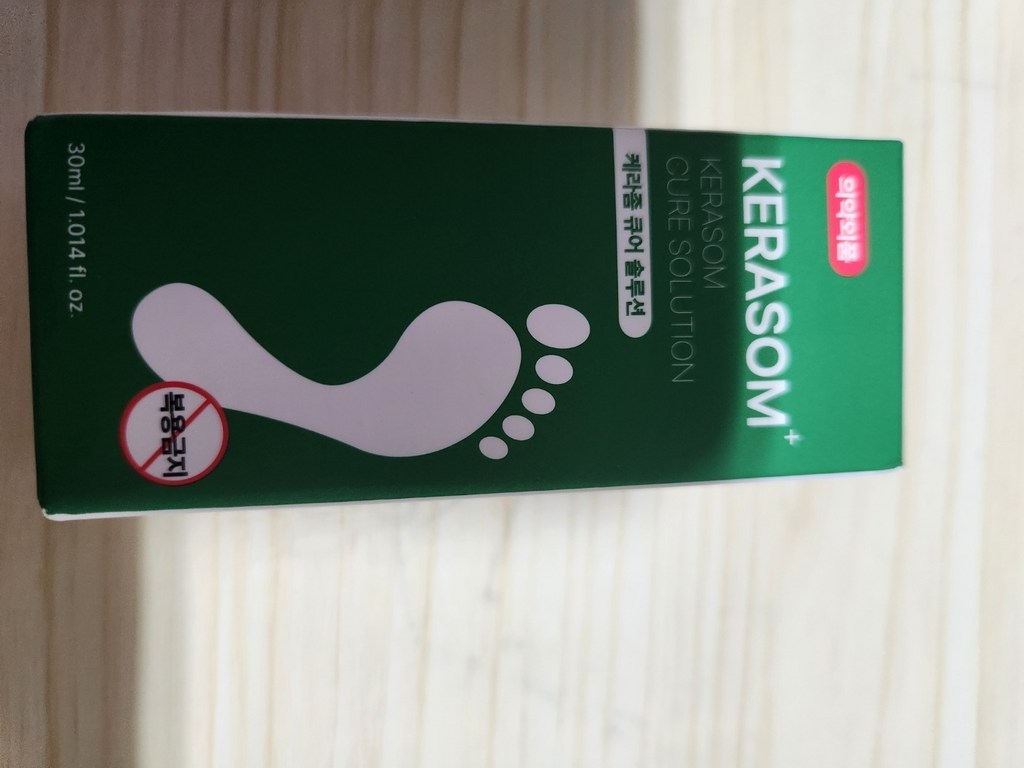 의약외품
KERASOM+
KERASOM
CURE SOLUTION
케라좀 큐어 솔루션
복용금지
30ml / 1.014 fl. oz.